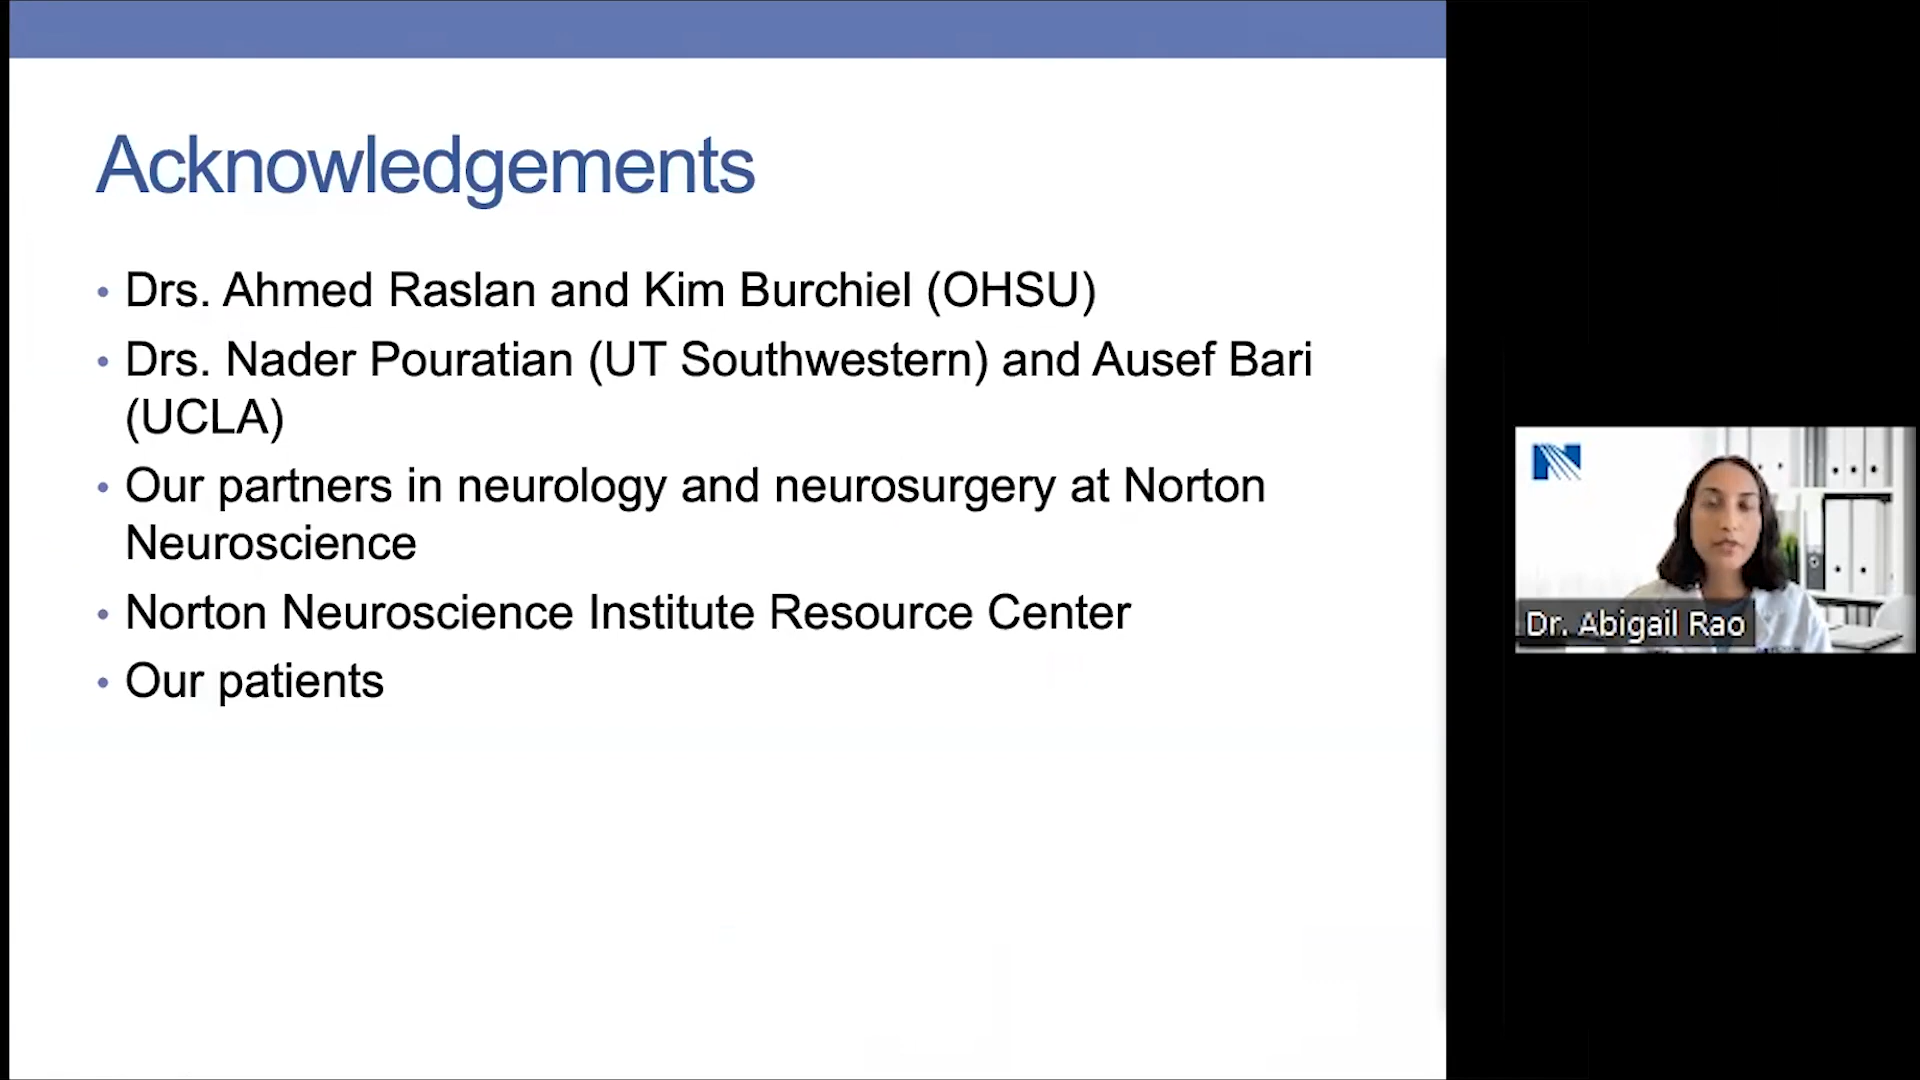 Acknowledgements
• Drs. Ahmed Raslan and Kim Burchiel (OHSU)
• Drs. Nader Pouratian (UT Southwestern) and Ausef Bari
(UCLA)
• Our partners in neurology and neurosurgery at Norton
Neuroscience
• Norton Neuroscience Institute Resource Center
• Our patients
Dr. Abigail Rao